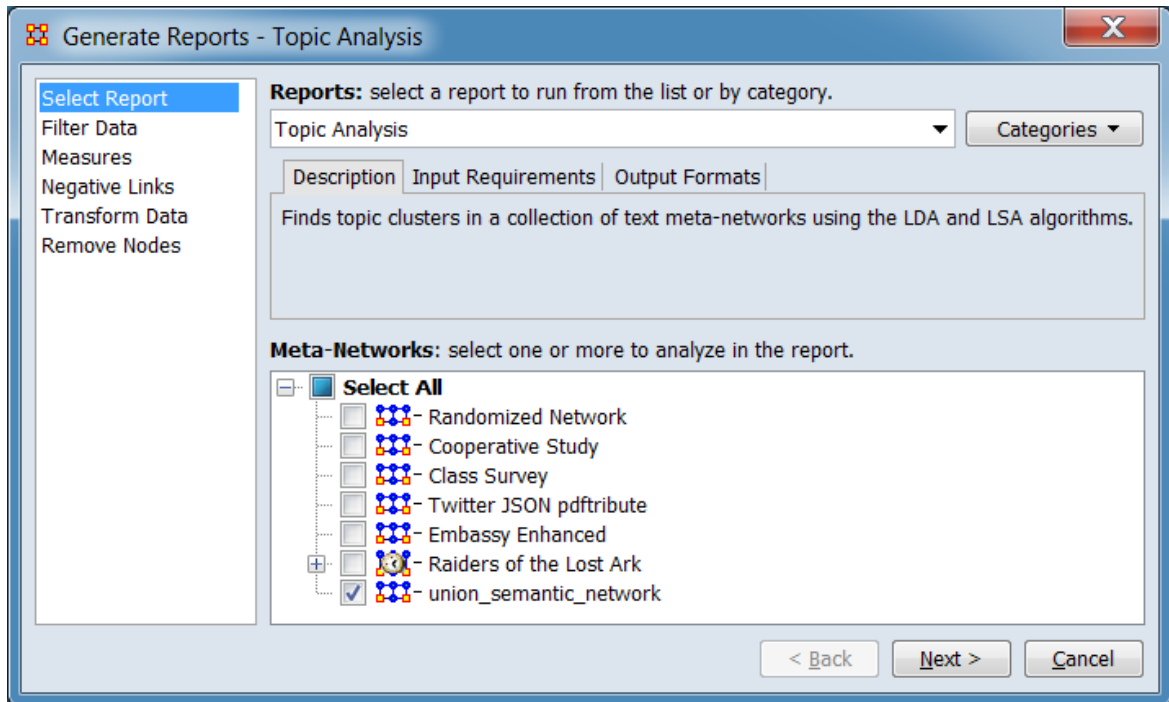 Generate Reports - Topic Analysis
Select Report
Filter Data
Measures
Negative Links
Transform Data
Remove Nodes
Reports: select a report to run from the list or by category.
Topic Analysis
Categories
Description Input Requirements Output Formats
Finds topic clusters in a collection of text meta-networks using the LDA and LSA algorithms.
Meta-Networks: select one or more to analyze in the report.
Select All
Randomized Network
Cooperative Study
Class Survey
Twitter JSON pdftribute
Embassy Enhanced
Raiders of the Lost Ark
union_semantic_network
< Back Next > Cancel